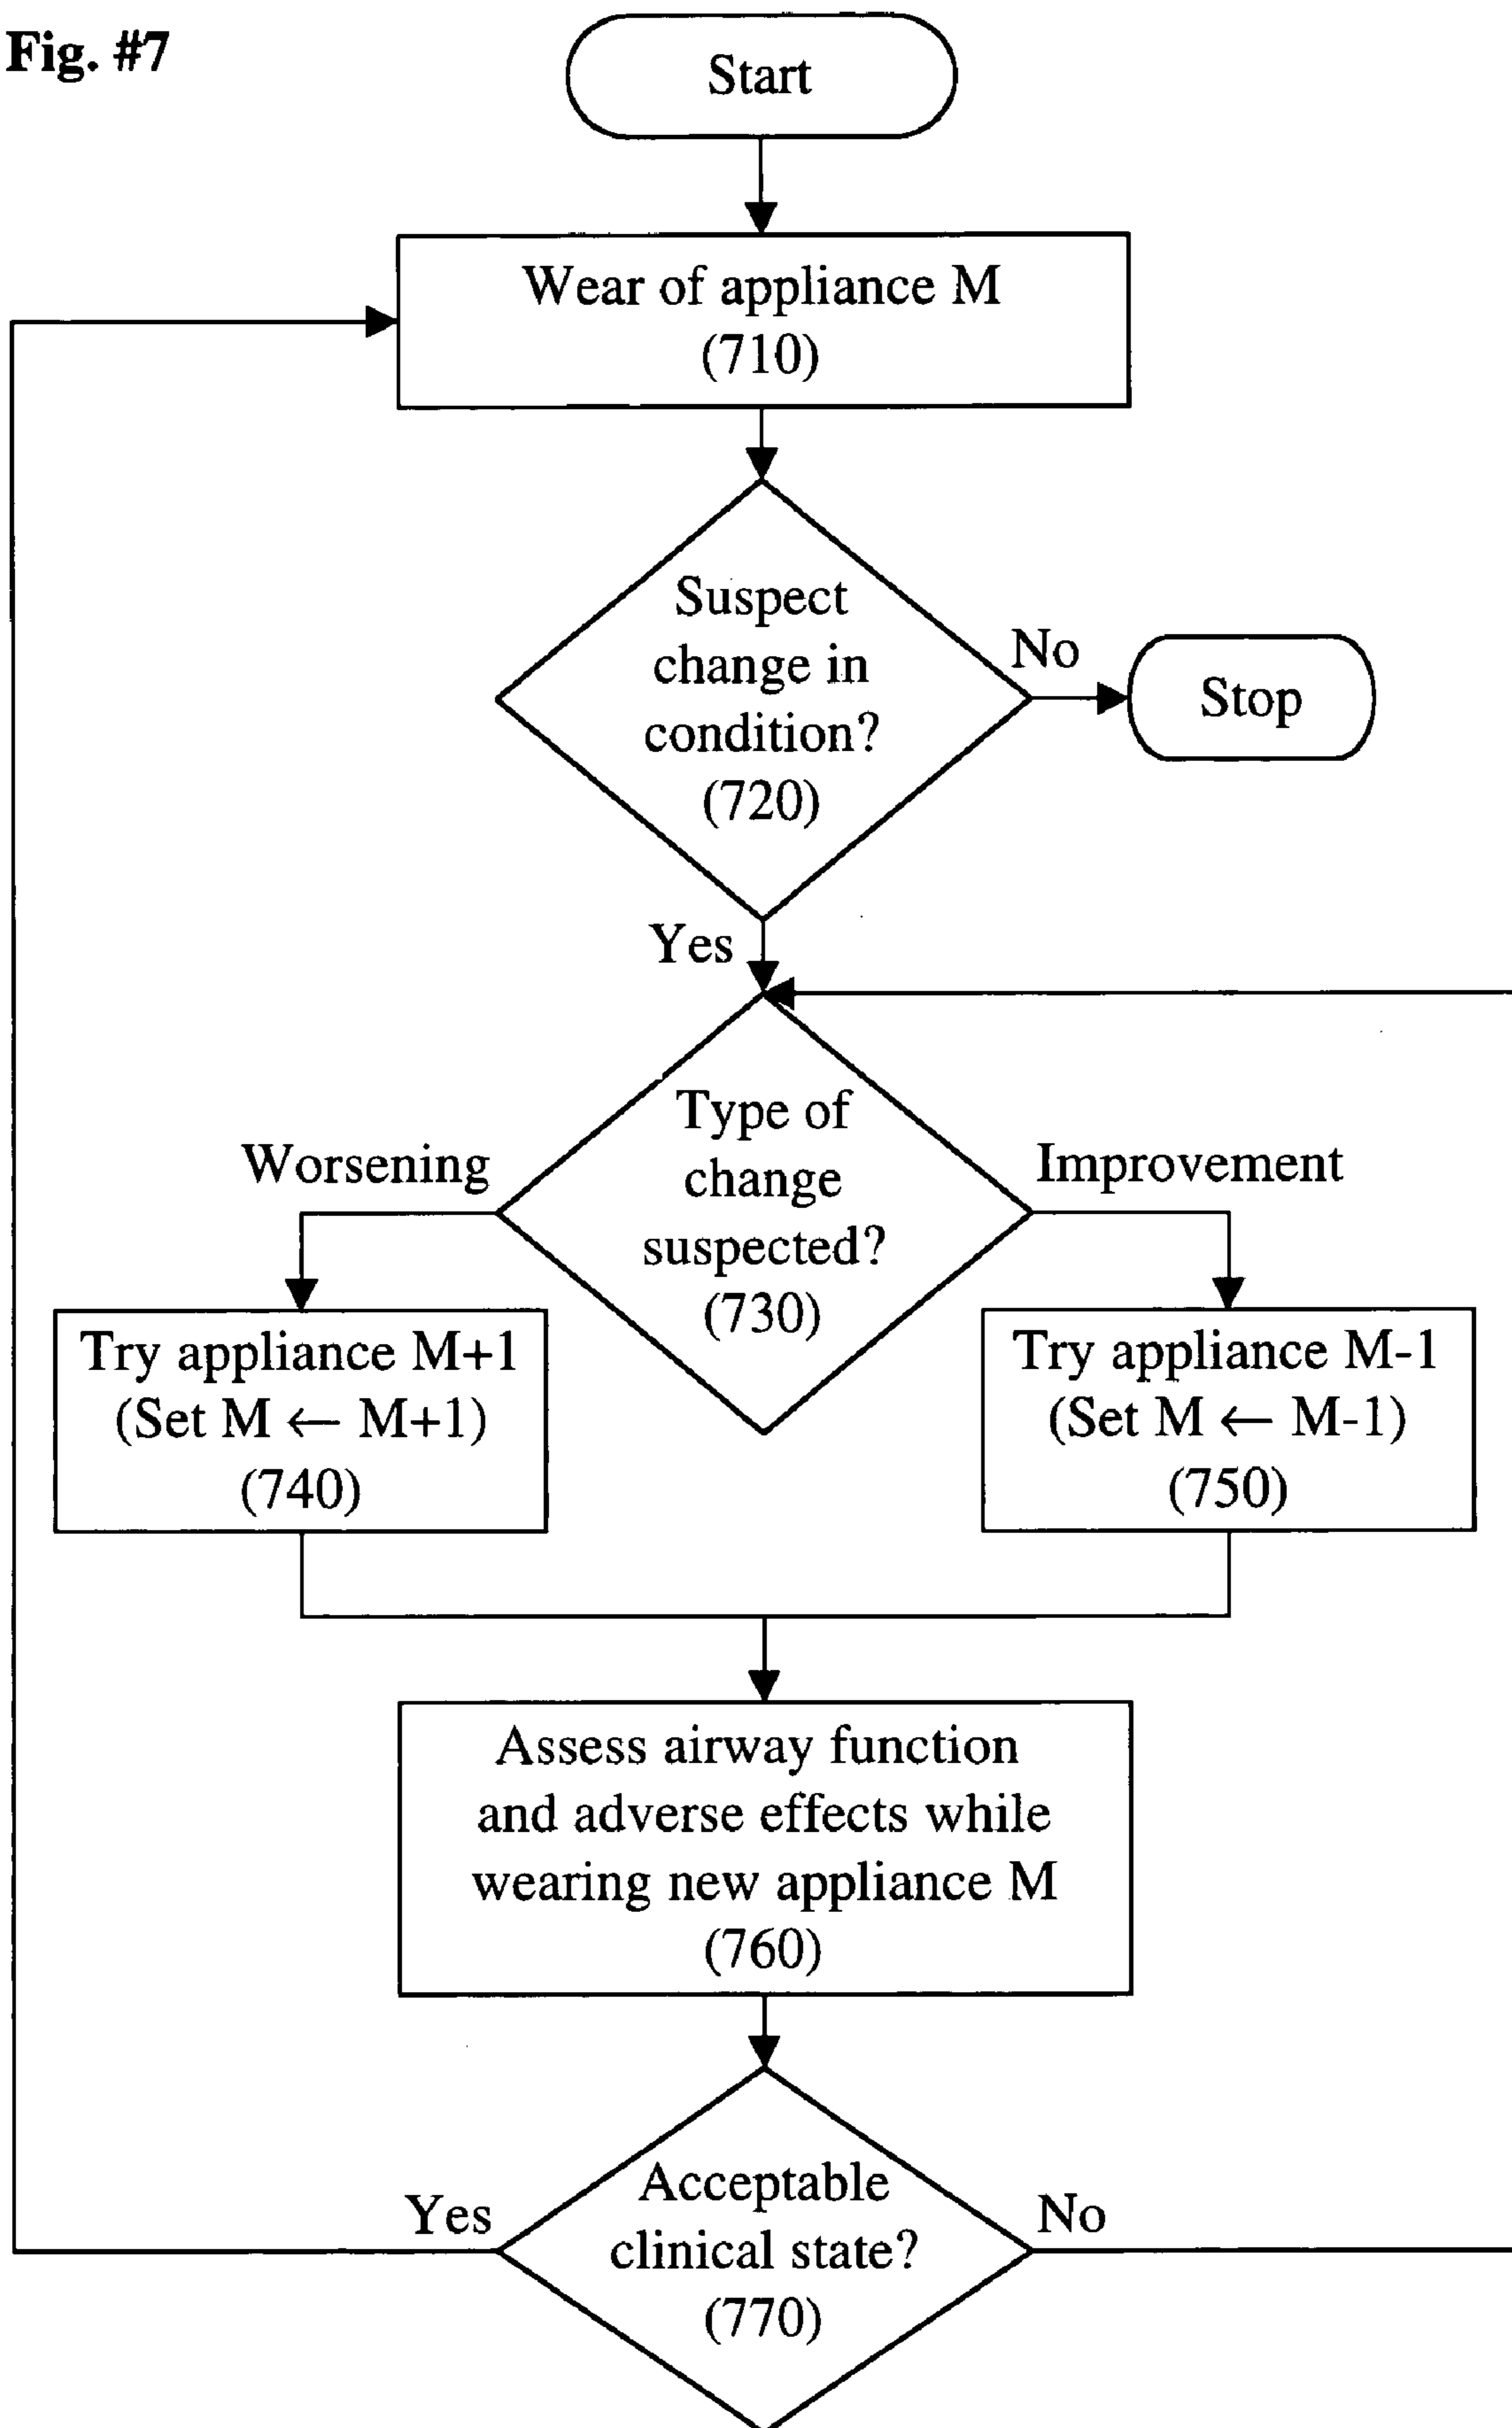 Fig. #7
Start
Wear of appliance M
(710)
Suspect
change in
condition?
(720)
No
Stop
Yes
Type of
change
suspected?
(730)
Worsening
Improvement
Try appliance M+1
(Set M ← M+1)
(740)
Try appliance M-1
(Set M ← M-1)
(750)
Assess airway function
and adverse effects while
wearing new appliance M
(760)
Acceptable
clinical state?
(770)
Yes
No